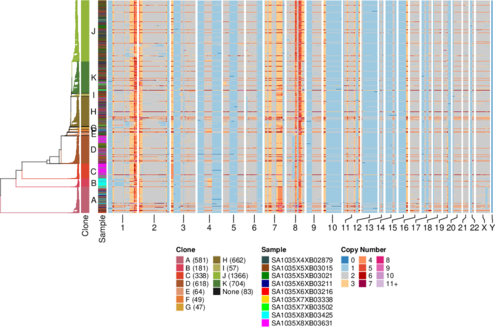 J
K
I
H
G
E
D
C
B
A
Clone
Sample
1 2 3 4 5 6 7 8 9 10 11 12 13 14 15 16 17 18 19 20 21 22 X Y
Clone Sample Copy Number
A (581) H (662) SA1035X4XB02879 0 4 8
B (181) I (57) SA1035X5XB03015 1 5 9
C (338) J (1366) SA1035X5XB03021 2 6 10
D (618) K (704) SA1035X6XB03211 3 7 11+
E (64) None (83) SA1035X6XB03216
F (49) SA1035X7XB03338
G (47) SA1035X7XB03502
SA1035X8XB03425
SA1035X8XB03631